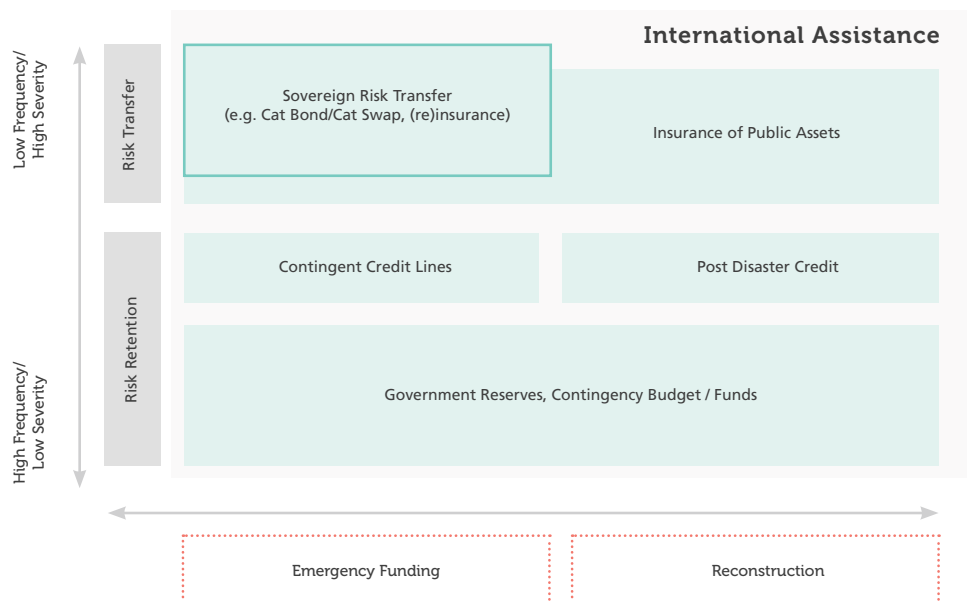 International Assistance
Low Frequency/
High Severity
Risk Transfer
Sovereign Risk Transfer
(e.g. Cat Bond/Cat Swap, (re)insurance)
Insurance of Public Assets
High Frequency/
Low Severity
Risk Retention
Contingent Credit Lines
Post Disaster Credit
Government Reserves, Contingency Budget / Funds
Emergency Funding
Reconstruction